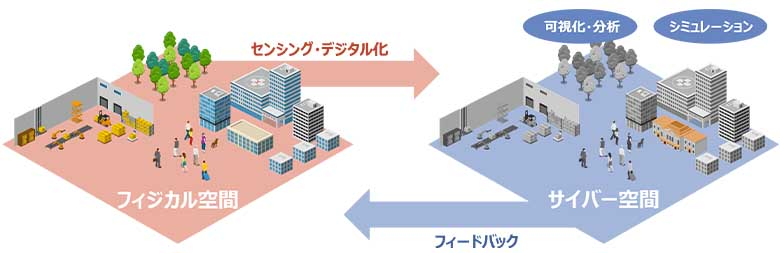 可視化・分析
シミュレーション
センシング・デジタル化
フィジカル空間
サイバー空間
フィードバック